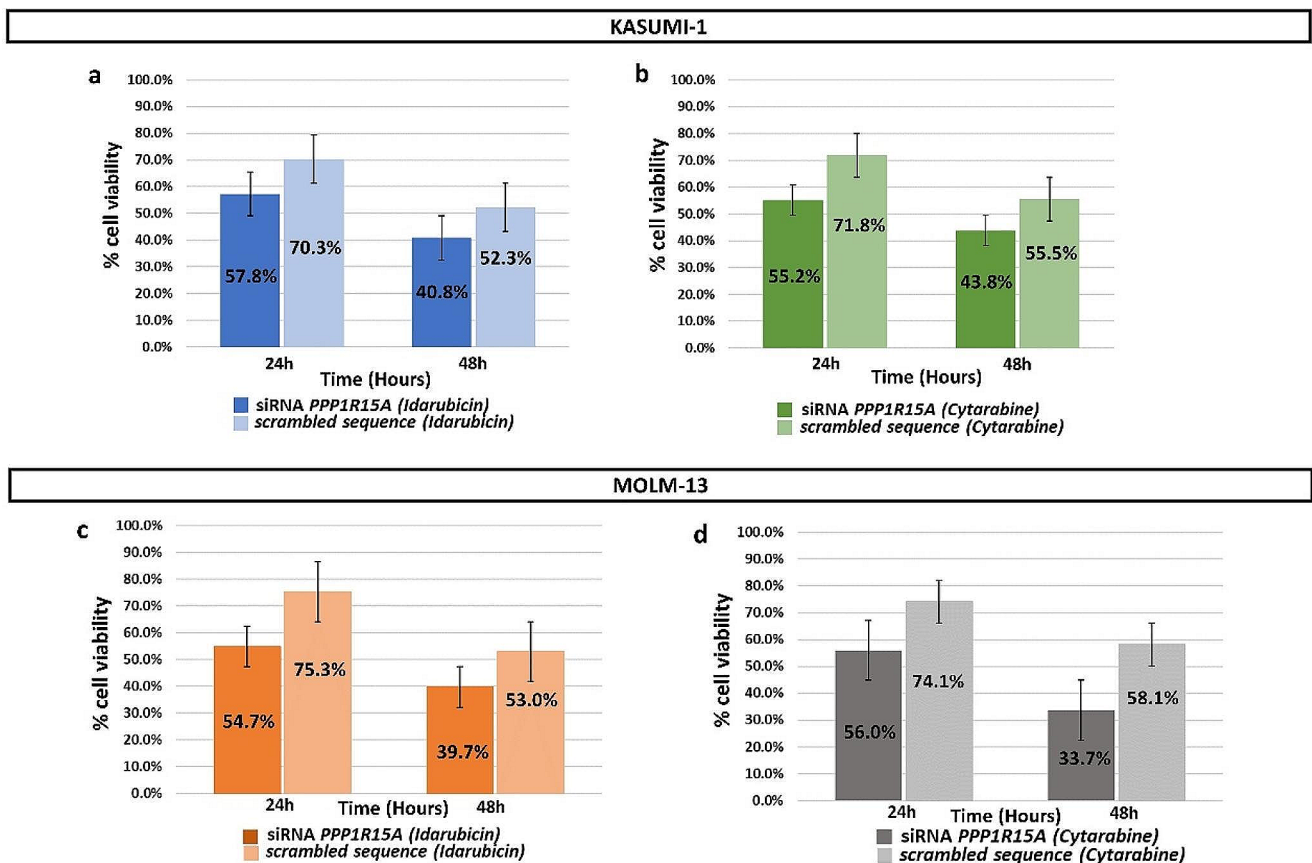 KASUMI-1
a
100.0%
90.0%
80.0%
70.0%
60.0%
50.0%
40.0%
30.0%
20.0%
10.0%
0.0%
% cell viability
57.8%
70.3%
40.8%
52.3%
24h
48h
Time (Hours)
siRNA PPP1R15A (Idarubicin)
scrambled sequence (Idarubicin)
b
100.0%
90.0%
80.0%
70.0%
60.0%
50.0%
40.0%
30.0%
20.0%
10.0%
0.0%
% cell viability
55.2%
71.8%
43.8%
55.5%
24h
48h
Time (Hours)
siRNA PPP1R15A (Cytarabine)
scrambled sequence (Cytarabine)
MOLM-13
c
100.0%
90.0%
80.0%
70.0%
60.0%
50.0%
40.0%
30.0%
20.0%
10.0%
0.0%
% cell viability
54.7%
75.3%
39.7%
53.0%
24h
Time (Hours)
48h
siRNA PPP1R15A (Idarubicin)
scrambled sequence (Idarubicin)
d
100.0%
90.0%
80.0%
70.0%
60.0%
50.0%
40.0%
30.0%
20.0%
10.0%
0.0%
% cell viability
56.0%
74.1%
33.7%
58.1%
24h
48h
Time (Hours)
siRNA PPP1R15A (Cytarabine)
scrambled sequence (Cytarabine)